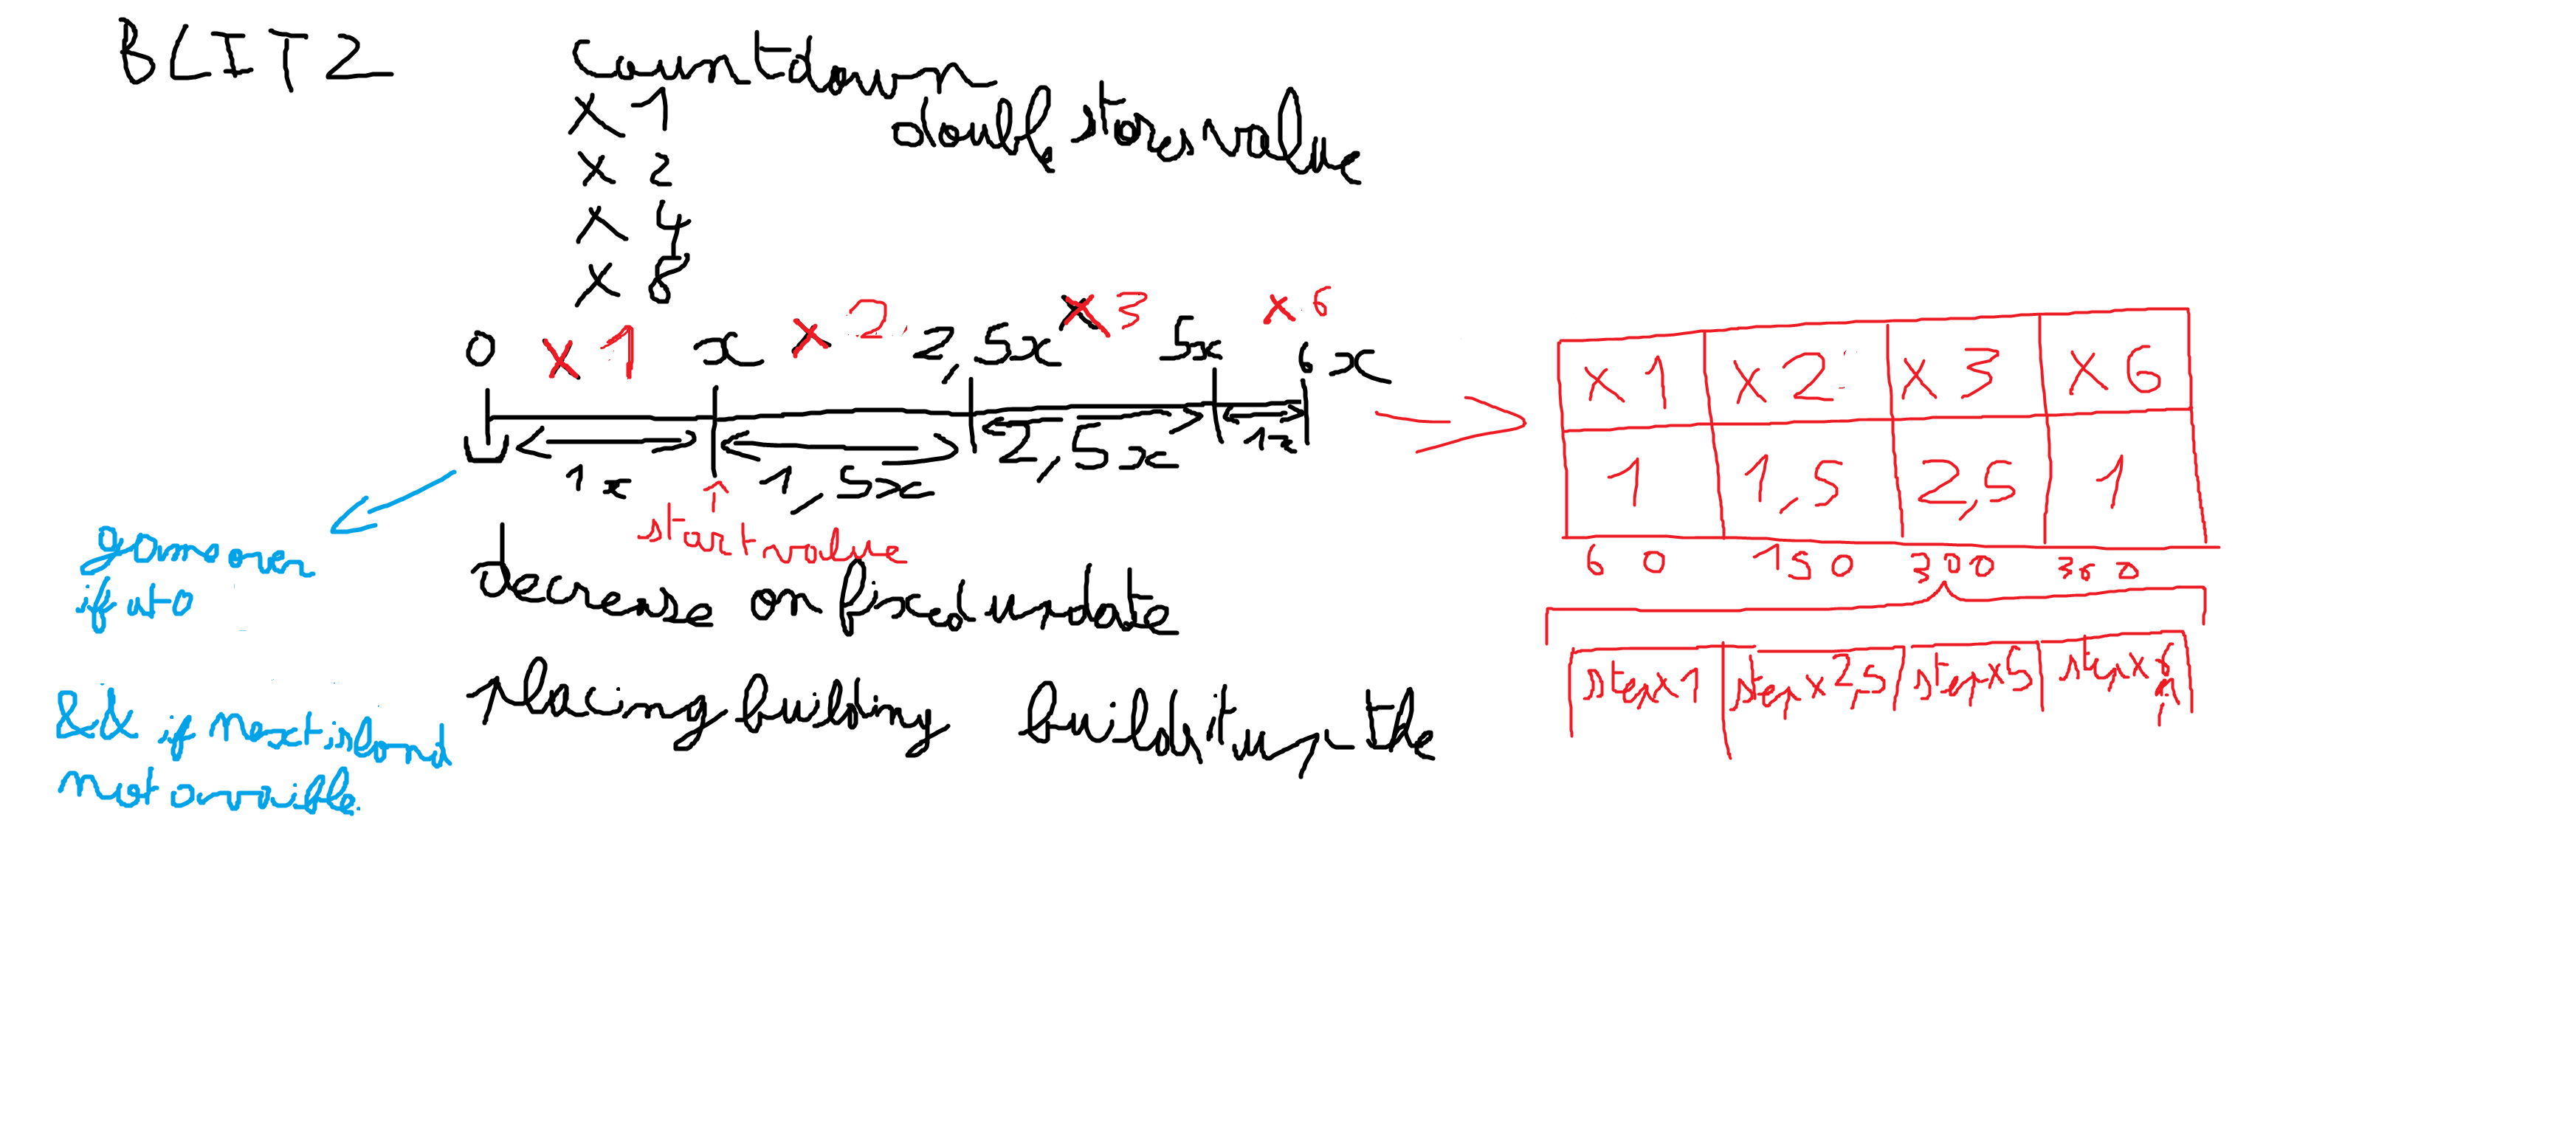 BLITZ
Countdown
x 1
double stores value
x 2
x 4
x 8
0 x 1 x x 2 2,5x x 3 5x x 6 6x
1x 1,5x 2,5x 1x
start value
x 1 x 2 x 3 x 6
1 1,5 2,5 1
60 150 300 360
step x 1 step x 2,5 step x 5 step x 6
game over
if at 0
&& if next island
not avaible
decrease on fixed update
placing building builds it up the